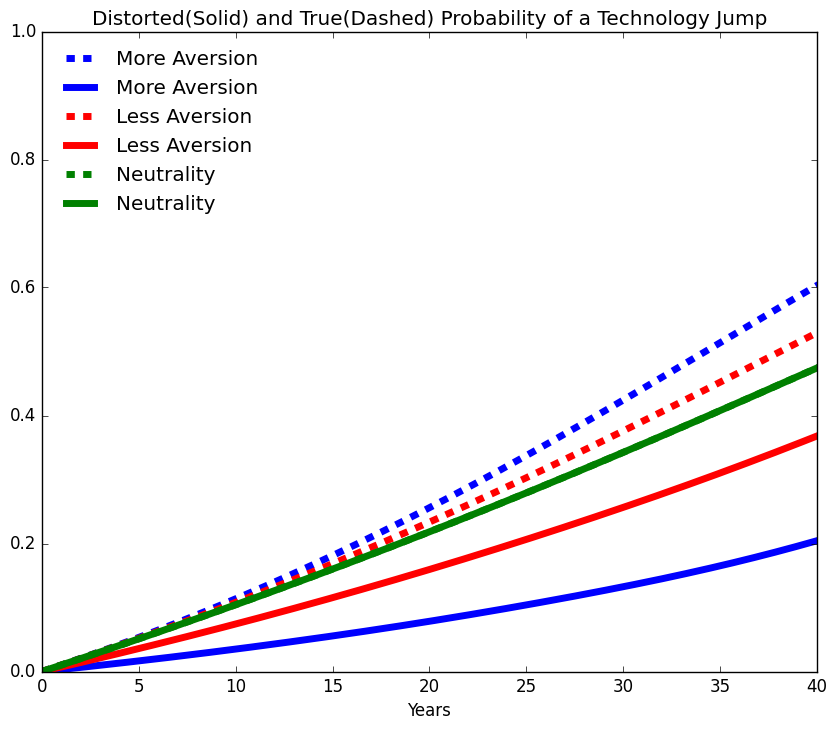 Distorted(Solid) and True(Dashed) Probability of a Technology Jump
1.0
More Aversion
More Aversion
Less Aversion
Less Aversion
Neutrality
Neutrality
0.8
0.6
0.4
0.2
0.0
0 5 10 15 20 25 30 35 40
Years